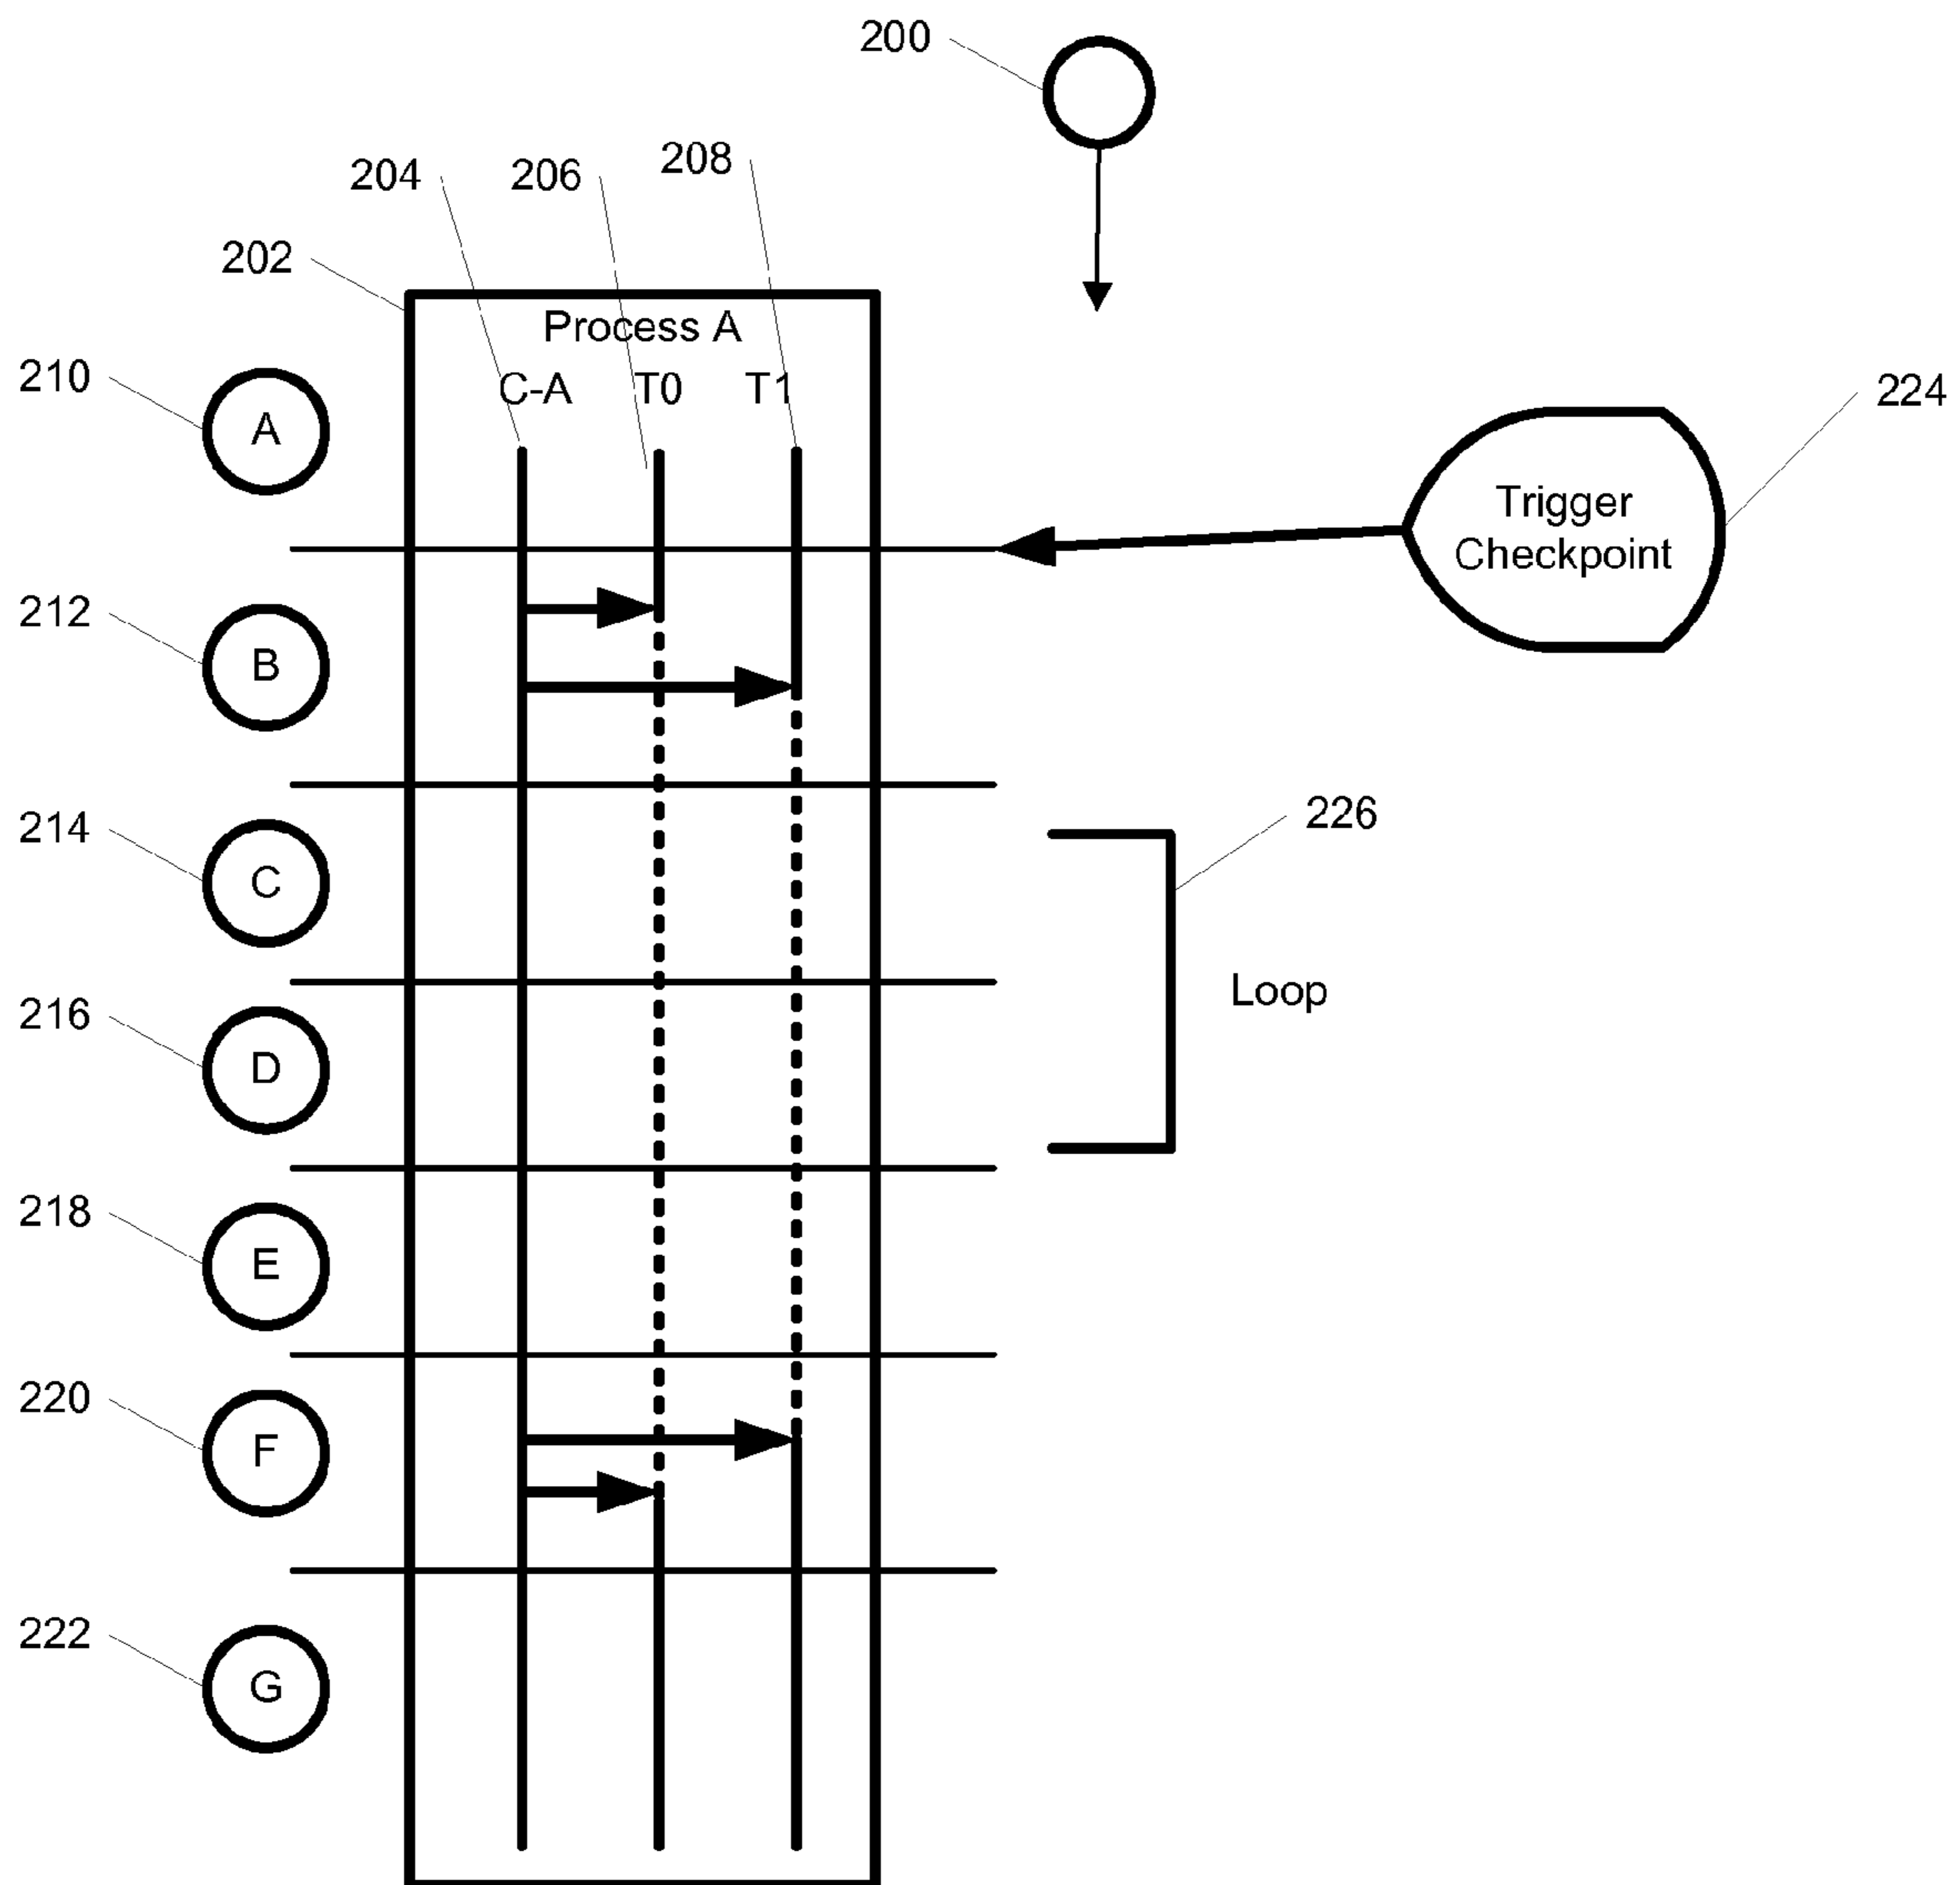 200
208
204
206
202
Process A
C-A
T0
T1
210
A
224
Trigger
Checkpoint
212
B
226
214
C
Loop
216
D
218
E
220
F
222
G